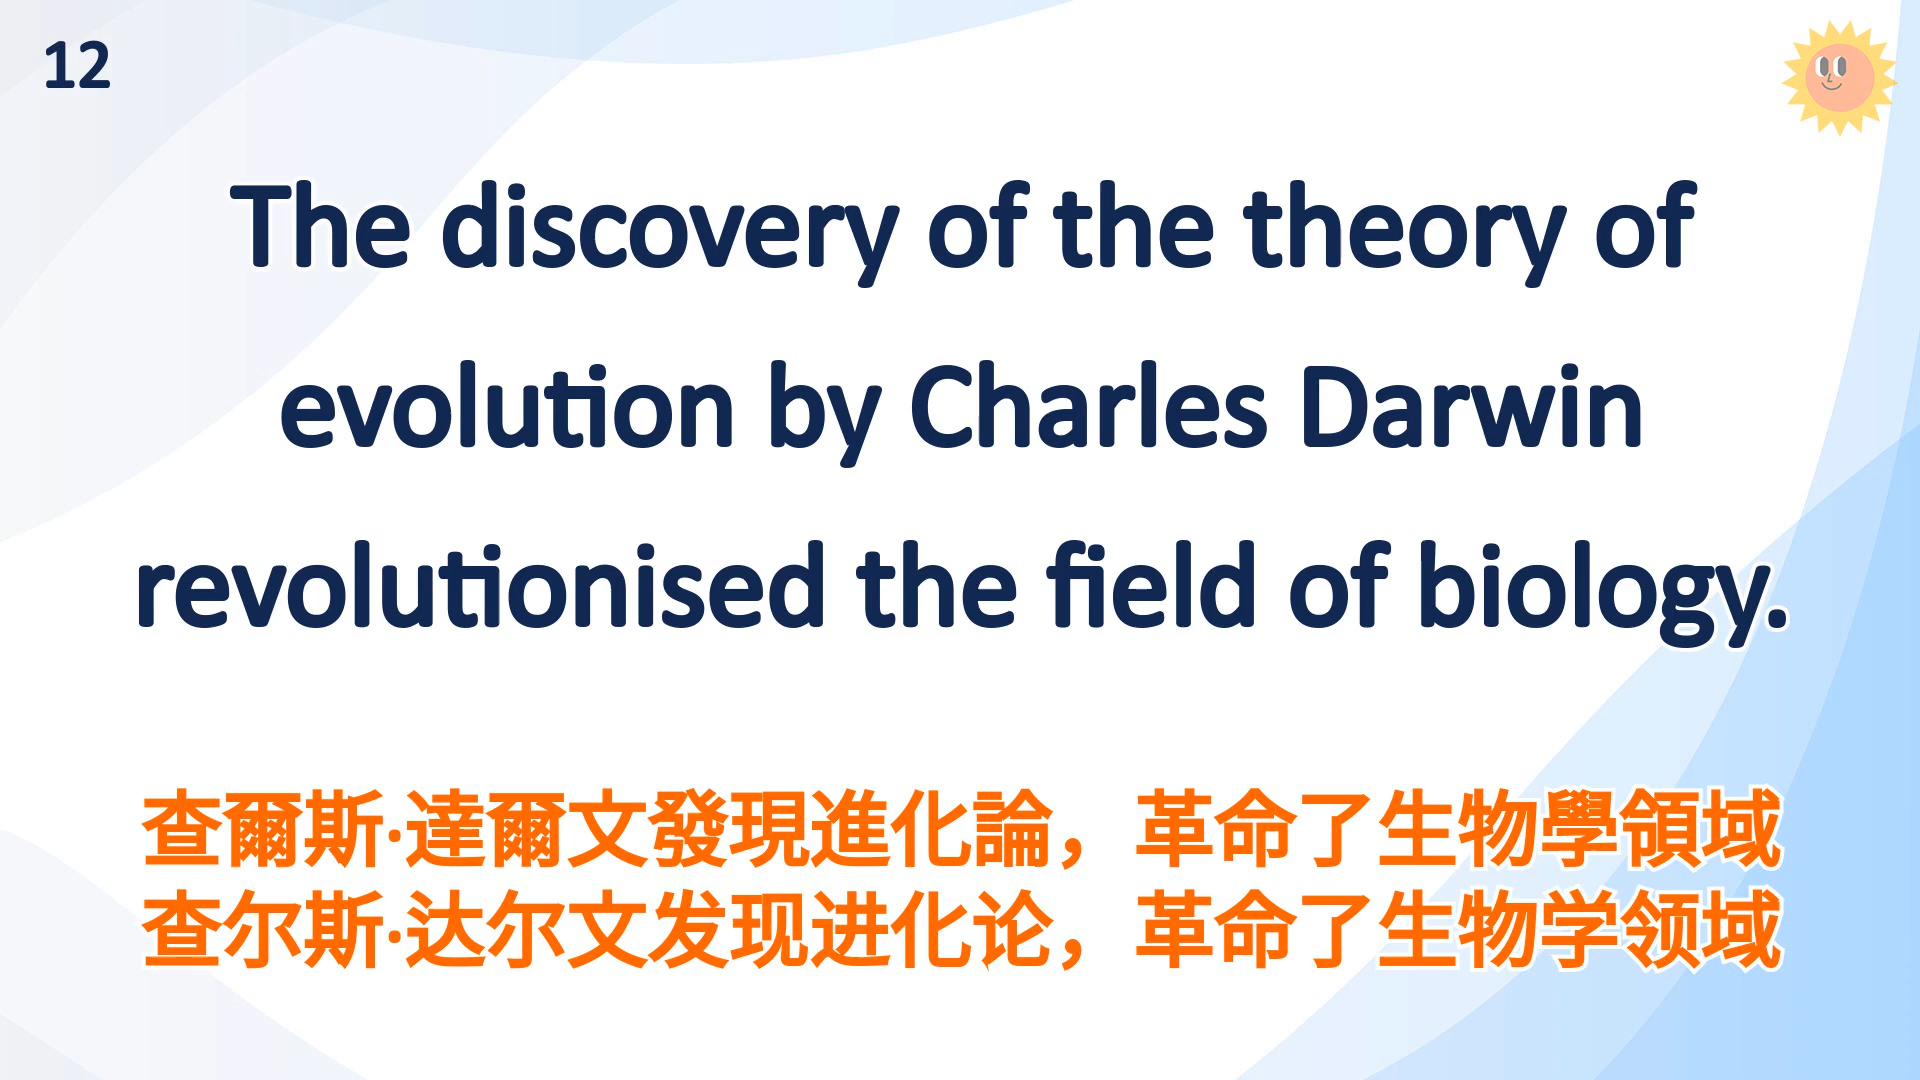 12
The discovery of the theory of
evolution by Charles Darwin
revolutionised the field of biology.
查爾斯·達爾文發現進化論，革命了生物學領域
查尔斯·达尔文发现进化论，革命了生物学领域